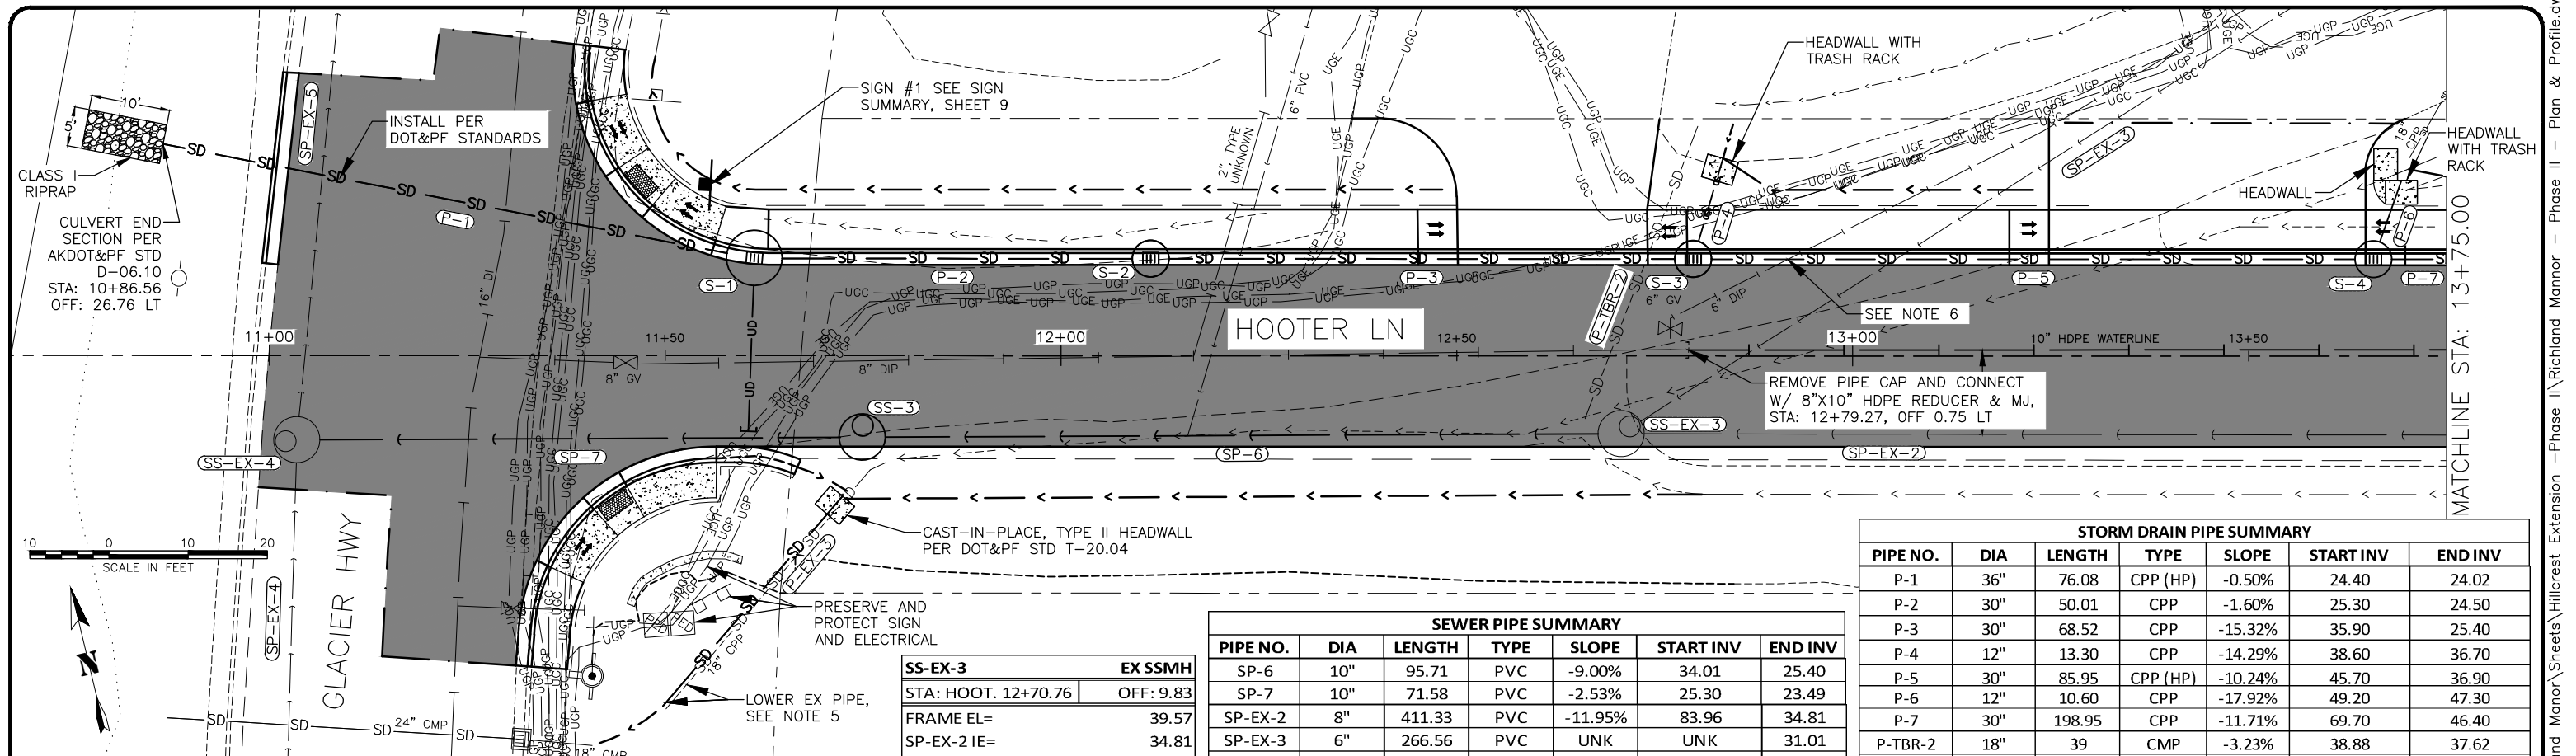 10'
5'
CLASS I
RIPRAP
CULVERT END
SECTION PER
AKDOT&PF STD
D-06.10
STA: 10+86.56
OFF: 26.76 LT
SP-EX-5
INSTALL PER
DOT&PF STANDARDS
SD SD SD SD SD SD SD SD
P-1
16" DI
SIGN #1 SEE SIGN
SUMMARY, SHEET 9
2" TYPE
UNKNOWN
6" PVC
HEADWALL WITH
TRASH RACK
SP-EX-3
18"
CPP
HEADWALL
WITH TRASH
RACK
HEADWALL
P-4
P-6
S-1
P-2
S-2
P-3
P-TBR-2
S-3
6" GV
6" DIP
P-5
S-4
P-7
SEE NOTE 6
HOOTER LN
11+00
11+50
12+00
12+50
13+00
13+50
10" HDPE WATERLINE
8" GV
8" DIP
UD
UD
REMOVE PIPE CAP AND CONNECT
W/ 8"X10" HDPE REDUCER & MJ,
STA: 12+79.27, OFF 0.75 LT
MATCHLINE STA: 13+75.00
SS-EX-4
SP-7
SS-3
SP-6
SS-EX-3
SP-EX-2
CAST-IN-PLACE, TYPE II HEADWALL
PER DOT&PF STD T-20.04
P-EX-3
10 0 10 20
SCALE IN FEET
N
SP-EX-4
GLACIER HWY
PRESERVE AND
PROTECT SIGN
AND ELECTRICAL
18" CPP
LOWER EX PIPE,
SEE NOTE 5
SD SD SD 24" CMP SD
18" CMP
SS-EX-3 EX SSMH
STA: HOOT. 12+70.76 OFF: 9.83
FRAME EL= 39.57
SP-EX-2 IE= 34.81
SEWER PIPE SUMMARY
PIPE NO. DIA LENGTH TYPE SLOPE START INV END INV
SP-6 10" 95.71 PVC -9.00% 34.01 25.40
SP-7 10" 71.58 PVC -2.53% 25.30 23.49
SP-EX-2 8" 411.33 PVC -11.95% 83.96 34.81
SP-EX-3 6" 266.56 PVC UNK UNK 31.01
STORM DRAIN PIPE SUMMARY
PIPE NO. DIA LENGTH TYPE SLOPE START INV END INV
P-1 36" 76.08 CPP (HP) -0.50% 24.40 24.02
P-2 30" 50.01 CPP -1.60% 25.30 24.50
P-3 30" 68.52 CPP -15.32% 35.90 25.40
P-4 12" 13.30 CPP -14.29% 38.60 36.70
P-5 30" 85.95 CPP (HP) -10.24% 45.70 36.90
P-6 12" 10.60 CPP -17.92% 49.20 47.30
P-7 30" 198.95 CPP -11.71% 69.70 46.40
P-TBR-2 18" 39 CMP -3.23% 38.88 37.62
Manor\Sheets\Hillcrest Extension -Phase II\Richland Mannor - Phase II - Plan & Profile.dw